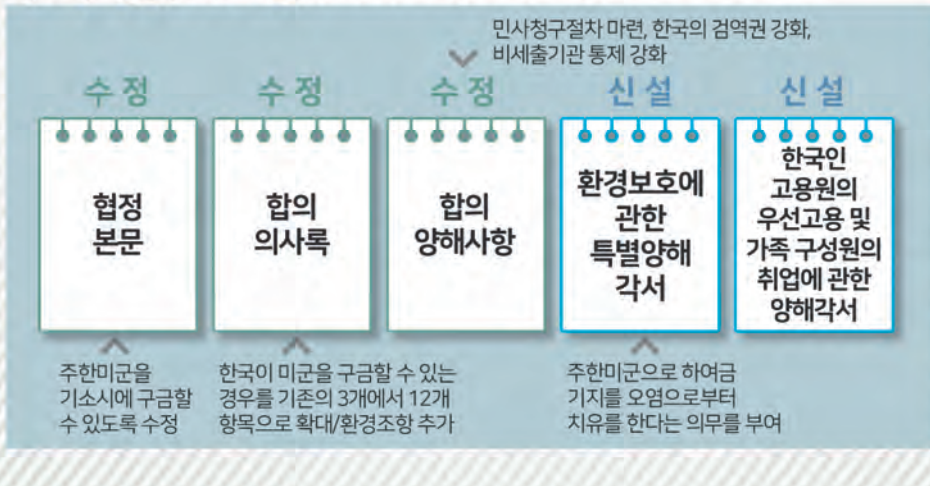 민사청구절차 마련, 한국의 검역권 강화,
비세출기관 통제 강화
수정
수정
수정
신설
신설
협정
본문
합의
의사록
합의
양해사항
환경보호에
관한
특별양해
각서
한국인
고용원의
우선고용 및
가족 구성원의
취업에 관한
양해각서
주한미군을
기소시에 구금할
수 있도록 수정
한국이 미군을 구금할 수 있는
경우를 기존의 3개에서 12개
항목으로 확대/환경조항 추가
주한미군으로 하여금
기지를 오염으로부터
치유를 한다는 의무를 부여